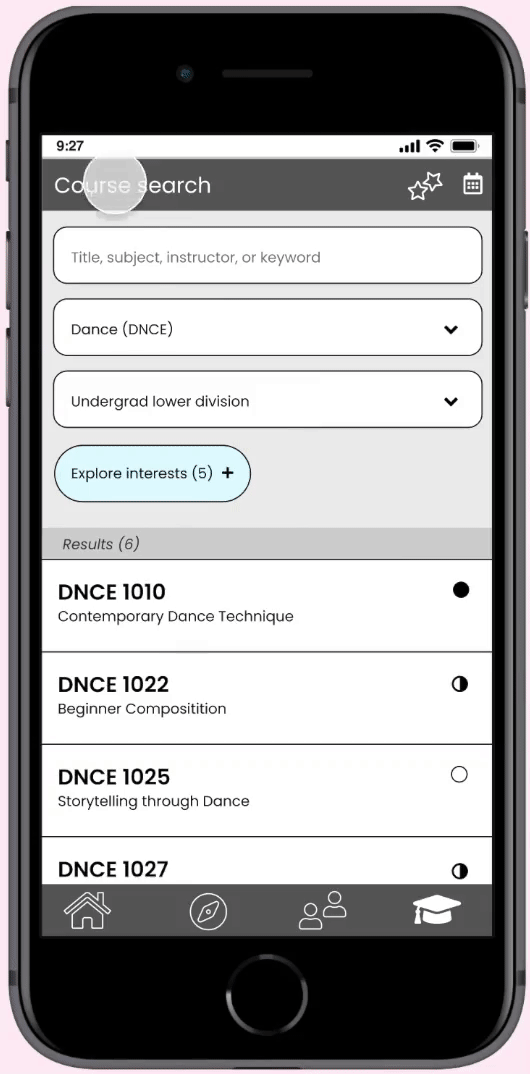 9:27
Course search
Title, subject, instructor, or keyword
Dance (DNCE)
Undergrad lower division
Explore interests (5) +
Results (6)
DNCE 1010
Contemporary Dance Technique
DNCE 1022
Beginner Compositition
DNCE 1025
Storytelling through Dance
DNCE 1027